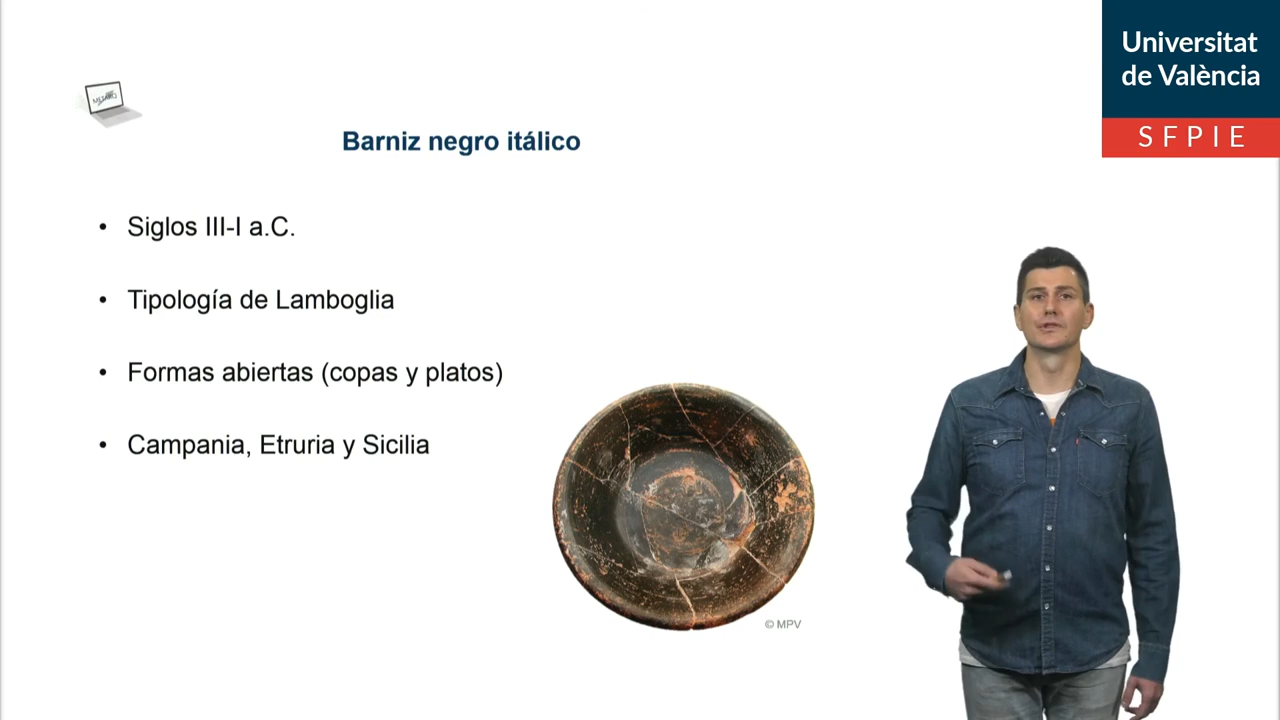 Universitat
de València
SFPIE
Barniz negro itálico
• Siglos III-I a.C.
• Tipología de Lamboglia
• Formas abiertas (copas y platos)
• Campania, Etruria y Sicilia
© MPV